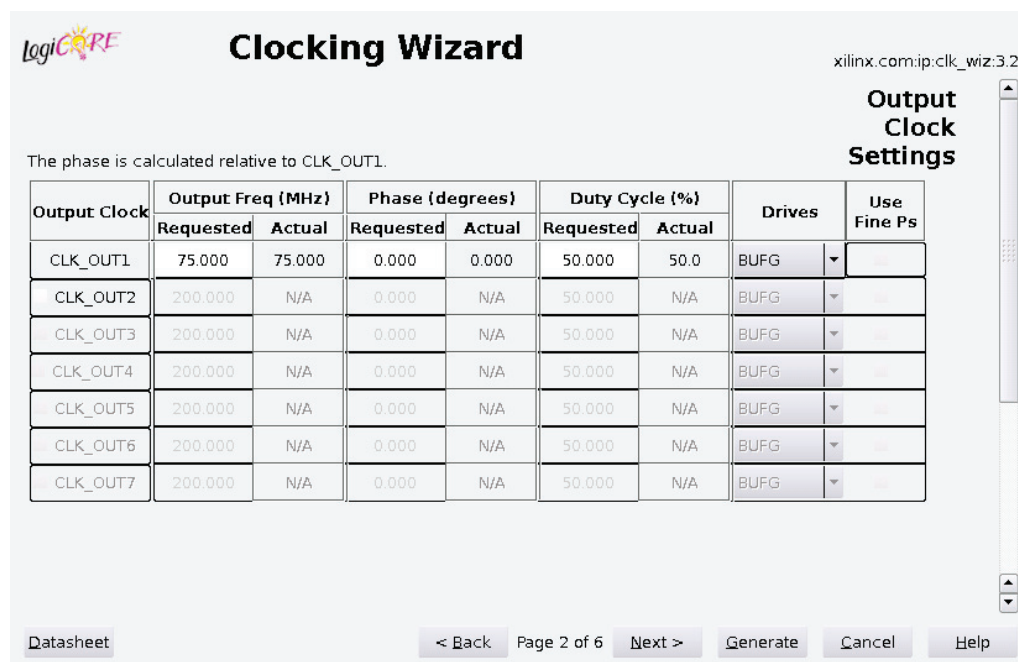 LogiCORE
Clocking Wizard
xilinx.com:ip:clk_wiz:3.2
Output
Clock
Settings
The phase is calculated relative to CLK_OUT1.
Output Clock Output Freq (MHz) Phase (degrees) Duty Cycle (%) Drives Use Fine Ps
Requested Actual Requested Actual Requested Actual
CLK_OUT1 75.000 75.000 0.000 0.000 50.000 50.0 BUFG
CLK_OUT2 200.000 N/A 0.000 N/A 50.000 N/A BUFG
CLK_OUT3 200.000 N/A 0.000 N/A 50.000 N/A BUFG
CLK_OUT4 200.000 N/A 0.000 N/A 50.000 N/A BUFG
CLK_OUT5 200.000 N/A 0.000 N/A 50.000 N/A BUFG
CLK_OUT6 200.000 N/A 0.000 N/A 50.000 N/A BUFG
CLK_OUT7 200.000 N/A 0.000 N/A 50.000 N/A BUFG
Datasheet < Back Page 2 of 6 Next > Generate Cancel Help